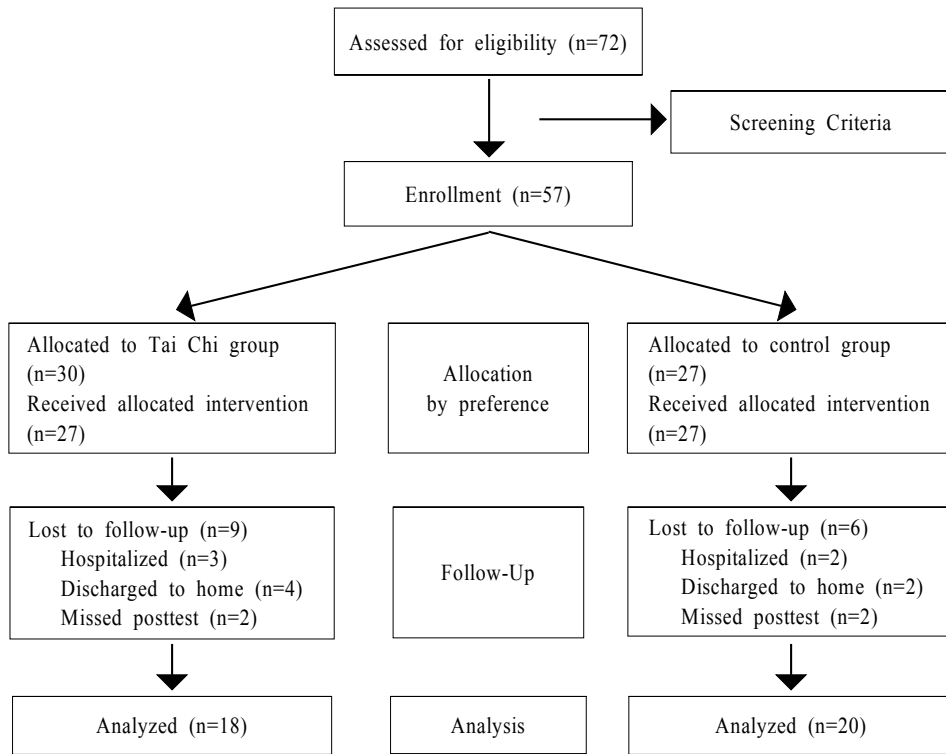 Assessed for eligibility (n=72)
Screening Criteria
Enrollment (n=57)
Allocated to Tai Chi group
(n=30)
Received allocated intervention
(n=27)
Allocation
by preference
Allocated to control group
(n=27)
Received allocated intervention
(n=27)
Lost to follow-up (n=9)
Hospitalized (n=3)
Discharged to home (n=4)
Missed posttest (n=2)
Follow-Up
Lost to follow-up (n=6)
Hospitalized (n=2)
Discharged to home (n=2)
Missed posttest (n=2)
Analyzed (n=18)
Analysis
Analyzed (n=20)